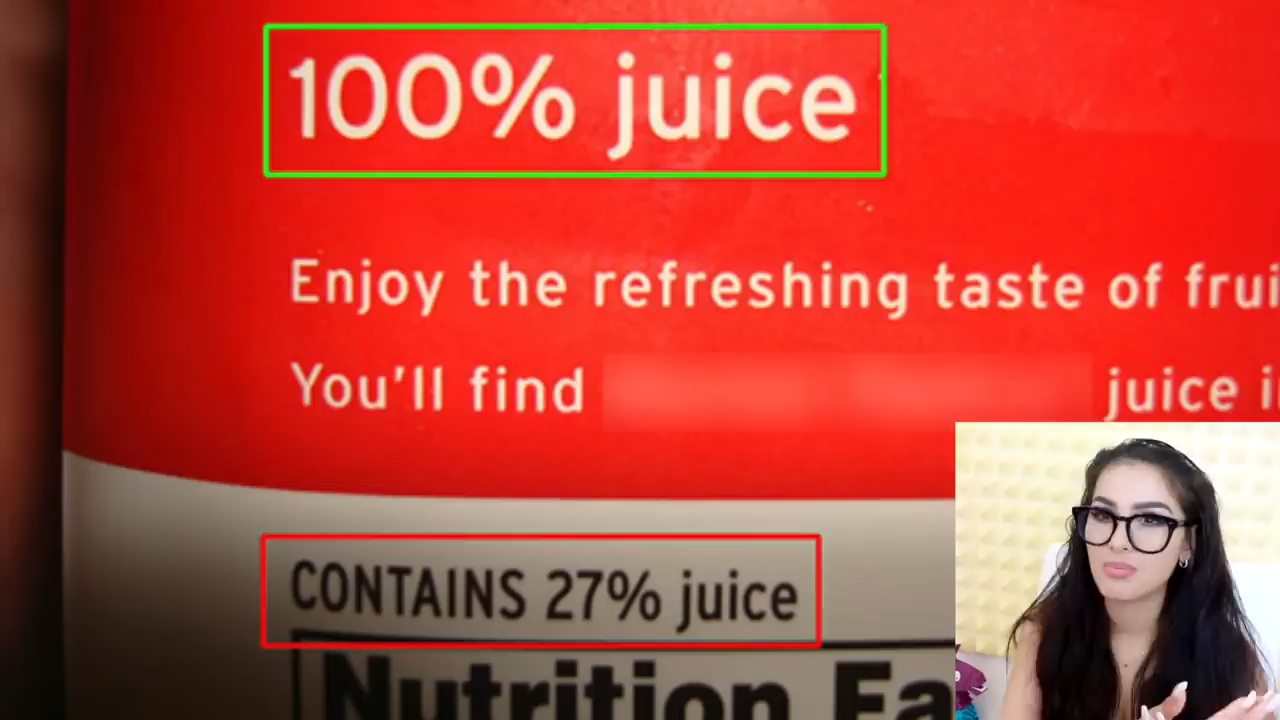 100% juice
Enjoy the refreshing taste of frui
You'll find juice i
CONTAINS 27% juice
Nutrition Fa